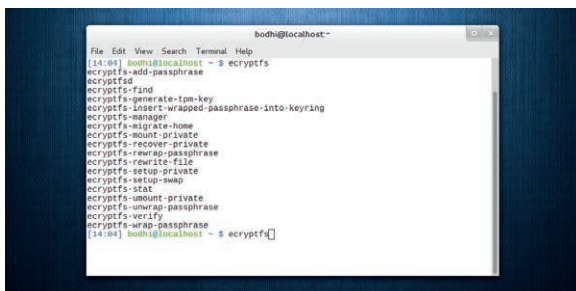 bodhi@localhost:~
File Edit View Search Terminal Help
[14:04] bodhi@localhost ~ $ ecryptfs
ecryptfs-add-passphrase
ecryptfsd
ecryptfs-find
ecryptfs-generate-tpm-key
ecryptfs-insert-wrapped-passphrase-into-keyring
ecryptfs-manager
ecryptfs-migrate-home
ecryptfs-mount-private
ecryptfs-recover-private
ecryptfs-rewrap-passphrase
ecryptfs-rewrite-file
ecryptfs-setup-private
ecryptfs-setup-swap
ecryptfs-stat
ecryptfs-umount-private
ecryptfs-unwrap-passphrase
ecryptfs-verify
ecryptfs-wrap-passphrase
[14:04] bodhi@localhost ~ $ ecryptfs